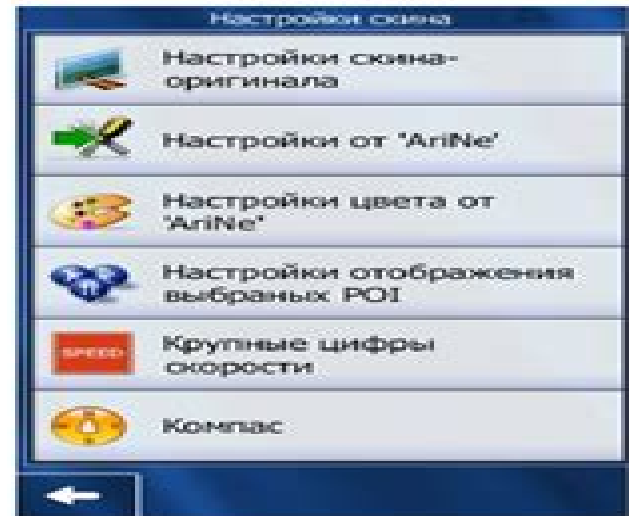 Настройки скина
Настройки скина-
оригинала
Настройки от 'AriNe'
Настройки цвета от
'AriNe'
Настройки отображения
выбраных POI
SPEED
Крупные цифры
скорости
Компас